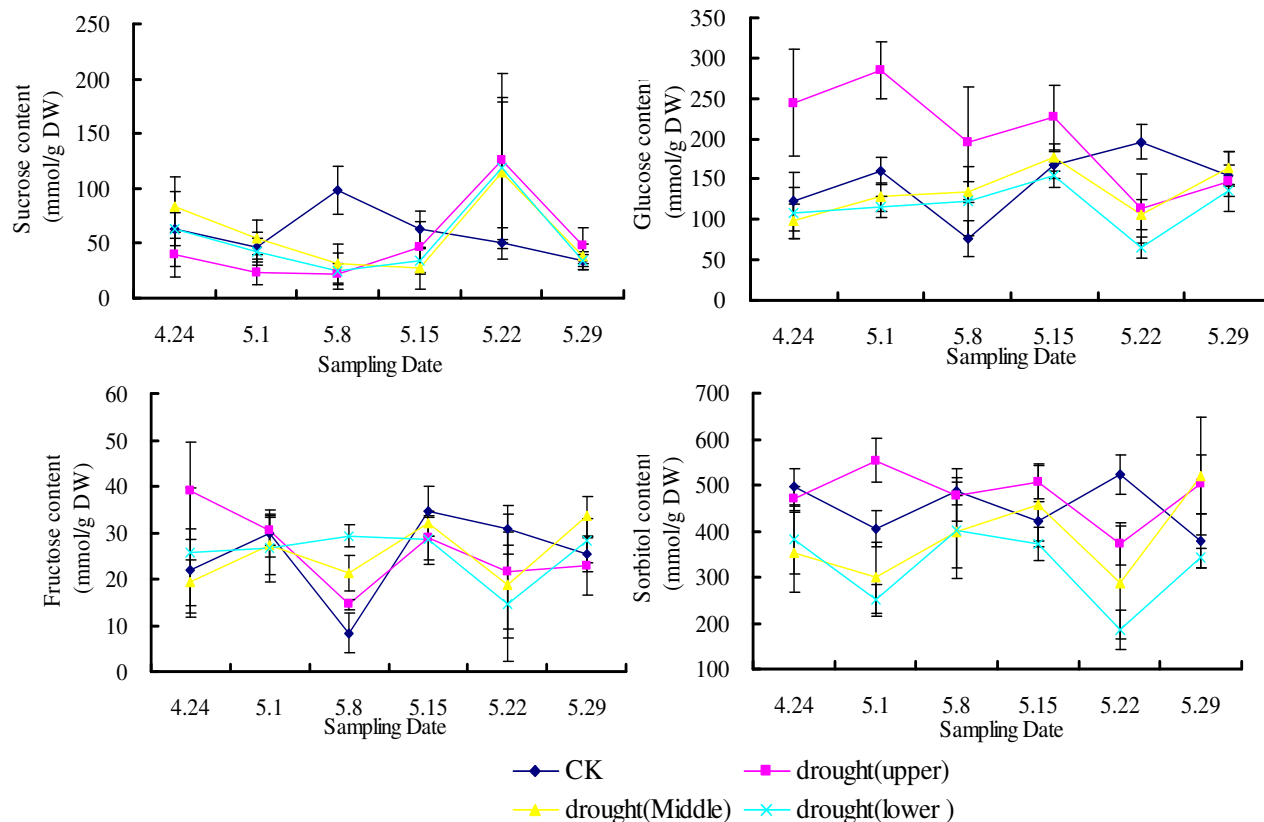 Sucrose content
(mmol/g DW)
250
200
150
100
50
0
4.24 5.1 5.8 5.15 5.22 5.29
Sampling Date
Glucose content
(mmol/g DW)
350
300
250
200
150
100
50
0
4.24 5.1 5.8 5.15 5.22 5.29
Sampling Date
Fructose content
(mmol/g DW)
60
50
40
30
20
10
0
4.24 5.1 5.8 5.15 5.22 5.29
Sampling Date
Sorbitol content
(mmol/g DW)
700
600
500
400
300
200
100
4.24 5.1 5.8 5.15 5.22 5.29
Sampling Date
CK
drought(upper)
drought(Middle)
drought(lower )